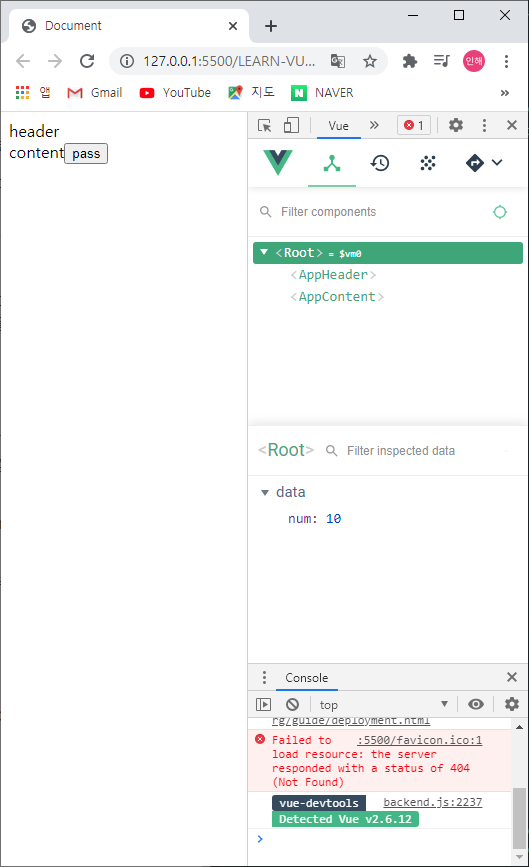 Document
127.0.0.1:5500/LEARN-VU...
인해
앱
Gmail
YouTube
지도
N
NAVER
»
header
content pass
Vue
»
1
Filter components
<Root> = $vm0
<AppHeader>
<AppContent>
<Root>
Filter inspected data
data
num: 10
Console
top
rg/guide/deployment.html
Failed to :5500/favicon.ico:1
load resource: the server
responded with a status of 404
(Not Found)
vue-devtools backend.js:2237
Detected Vue v2.6.12
>